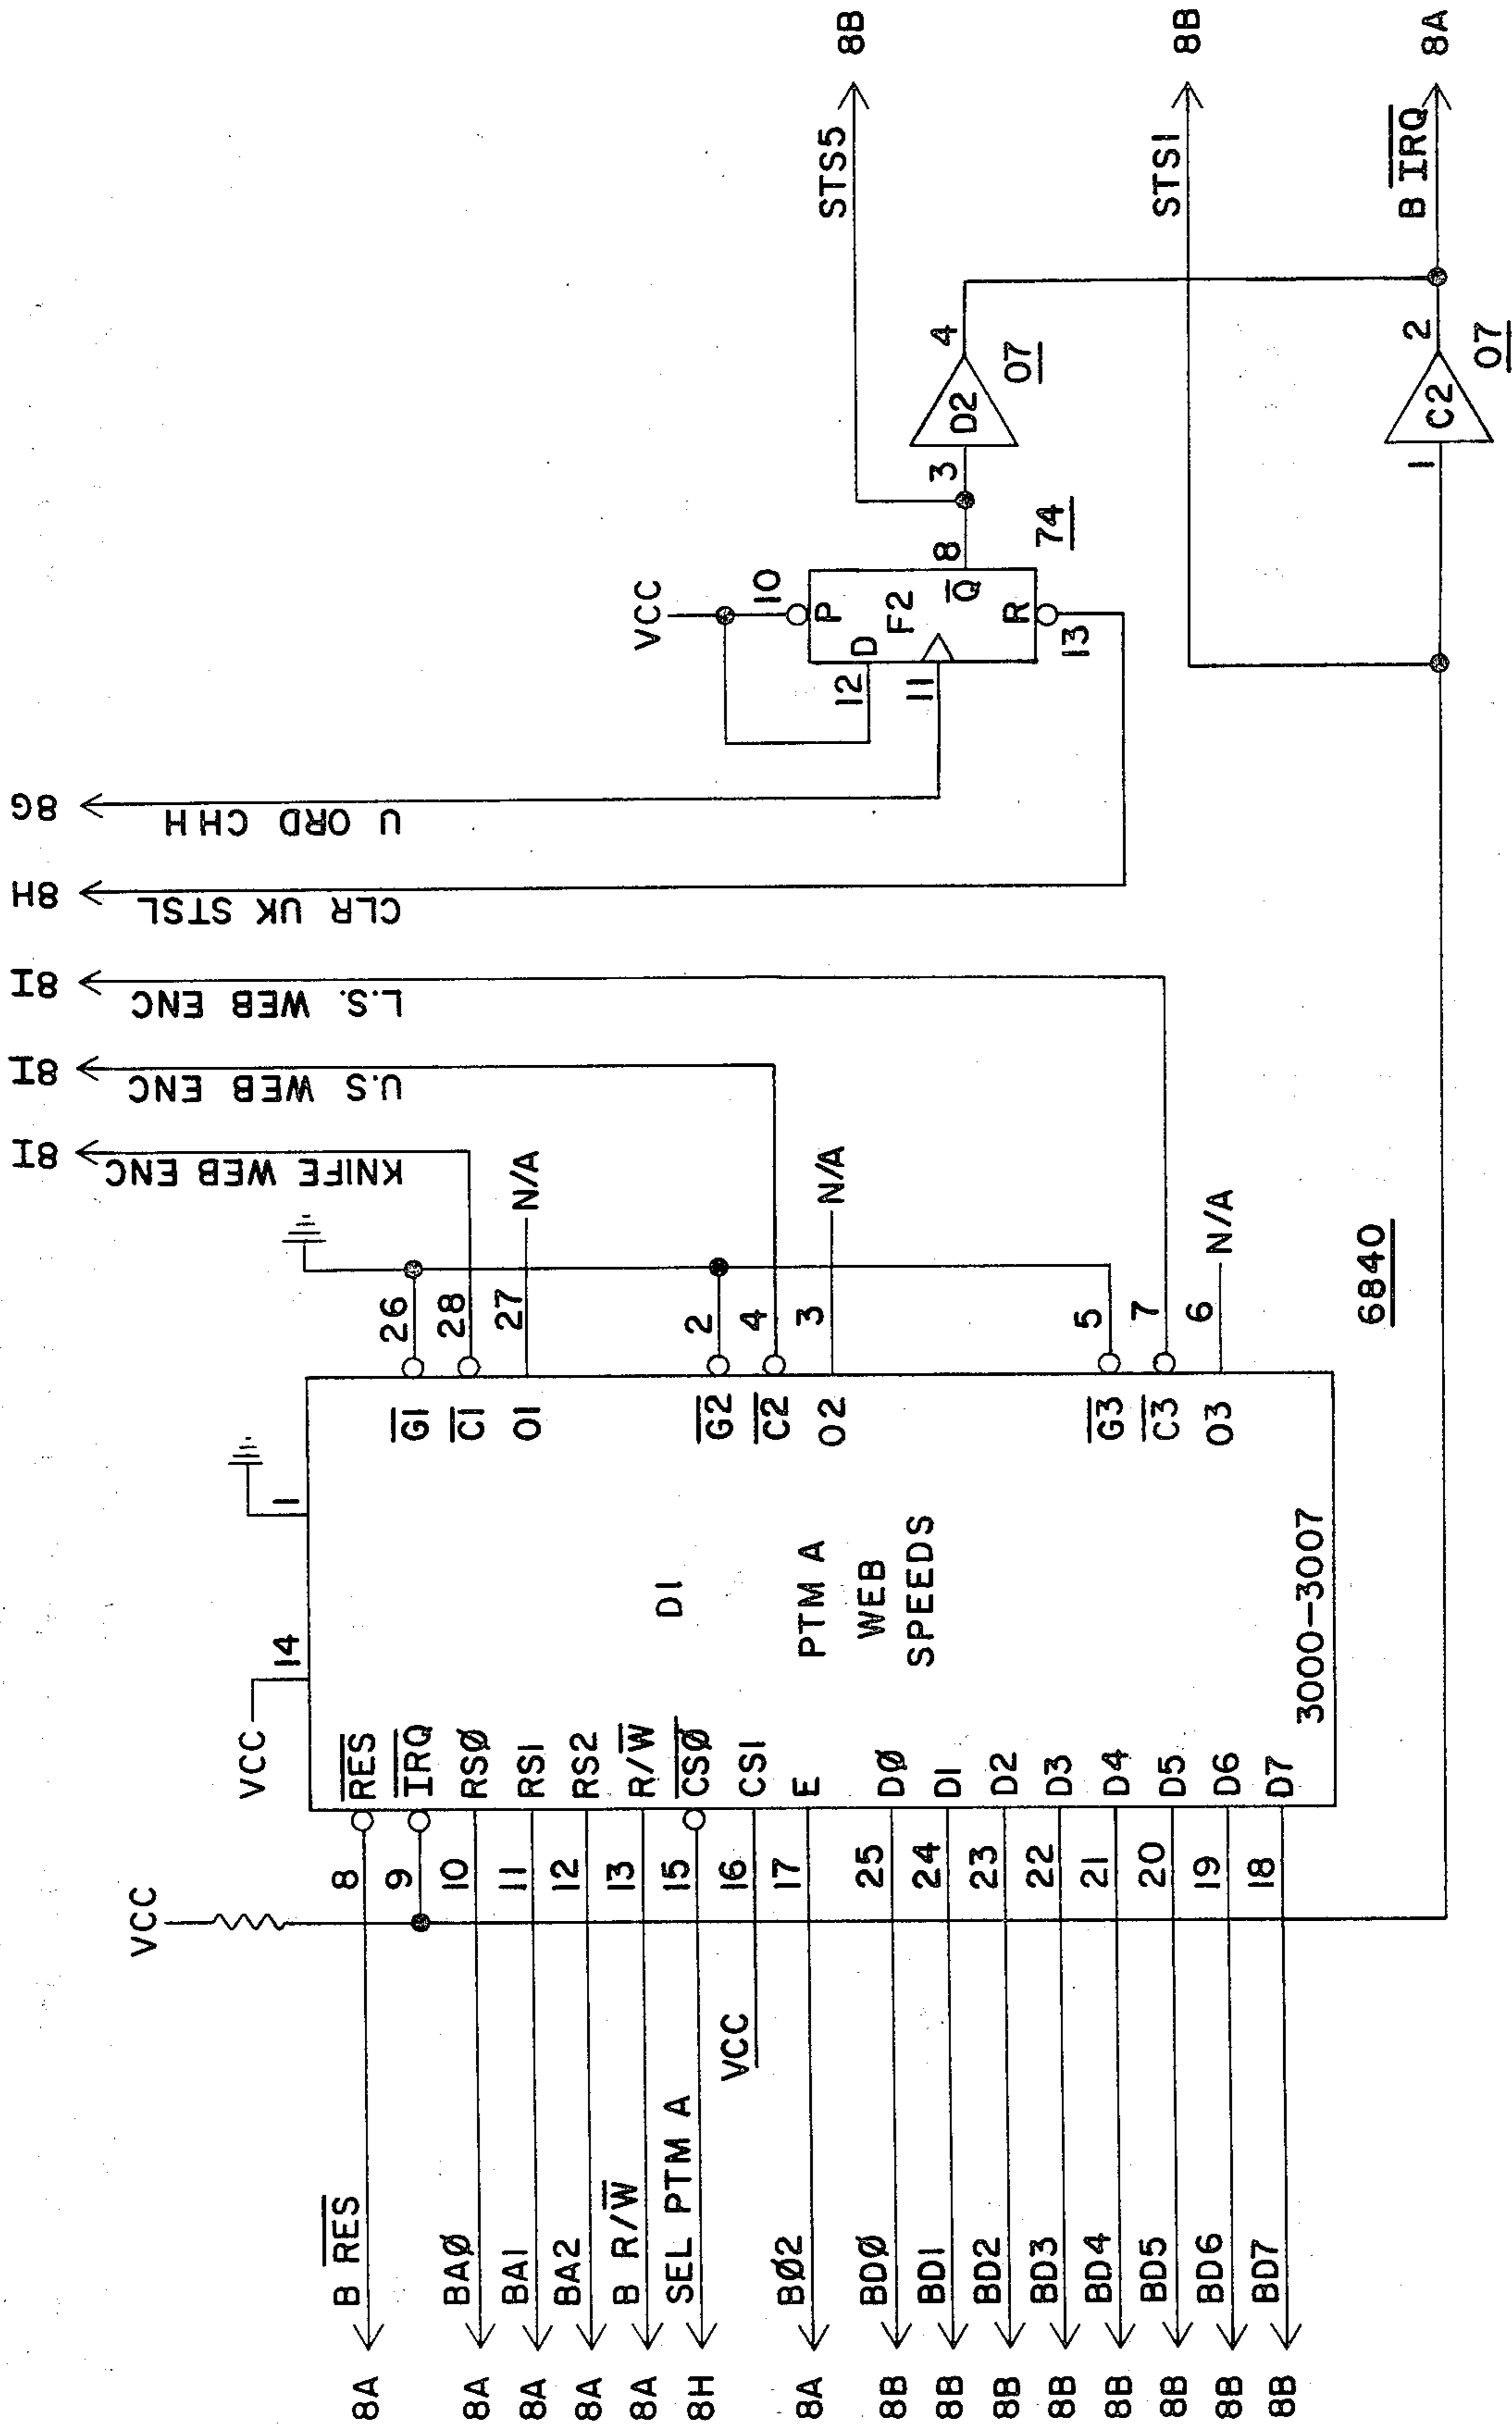 VCC
VCC
14
1
8A B RES 8 RES
9 IRQ
8A BAØ 10 RSØ
8A BA1 11 RS1
8A BA2 12 RS2
8A B R/W 13 R/W
8H SEL PTM A 15 CSØ
VCC 16 CS1
8A BØ2 17 E
8B BDØ 25 DØ
8B BD1 24 D1
8B BD2 23 D2
8B BD3 22 D3
8B BD4 21 D4
8B BD5 20 D5
8B BD6 19 D6
8B BD7 18 D7
D1
PTM A
WEB
SPEEDS
3000-3007
6840
G1 26
C1 28
O1 27 N/A
G2 2
C2 4
O2 3 N/A
G3 5
C3 7
O3 6 N/A
KNIFE WEB ENC 8I
U.S WEB ENC 8I
L.S. WEB ENC 8I
CLR UK STSL 8H
U ORD CHH 8G
VCC
10
P
12 D
F2
11
Q 8
R
13
74
3 D2 4
07
STS5 8B
STS1 8B
1 C2 2
07
B IRQ 8A